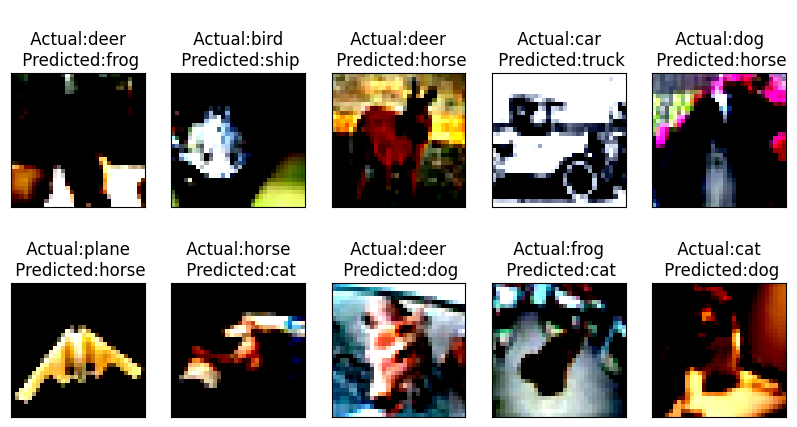 Actual:deer
Predicted:frog
Actual:bird
Predicted:ship
Actual:deer
Predicted:horse
Actual:car
Predicted:truck
Actual:dog
Predicted:horse
Actual:plane
Predicted:horse
Actual:horse
Predicted:cat
Actual:deer
Predicted:dog
Actual:frog
Predicted:cat
Actual:cat
Predicted:dog